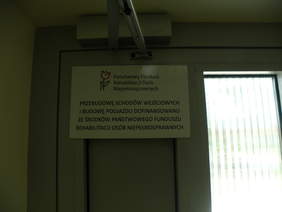 Państwowy Fundusz
Rehabilitacji Osób
Niepełnosprawnych
PRZEBUDOWĘ SCHODÓW WEJŚCIOWYCH
I BUDOWĘ PODJAZDU DOFINANSOWANO
ZE ŚRODKÓW PAŃSTWOWEGO FUNDUSZU
REHABILITACJI OSÓB NIEPEŁNOSPRAWNYCH